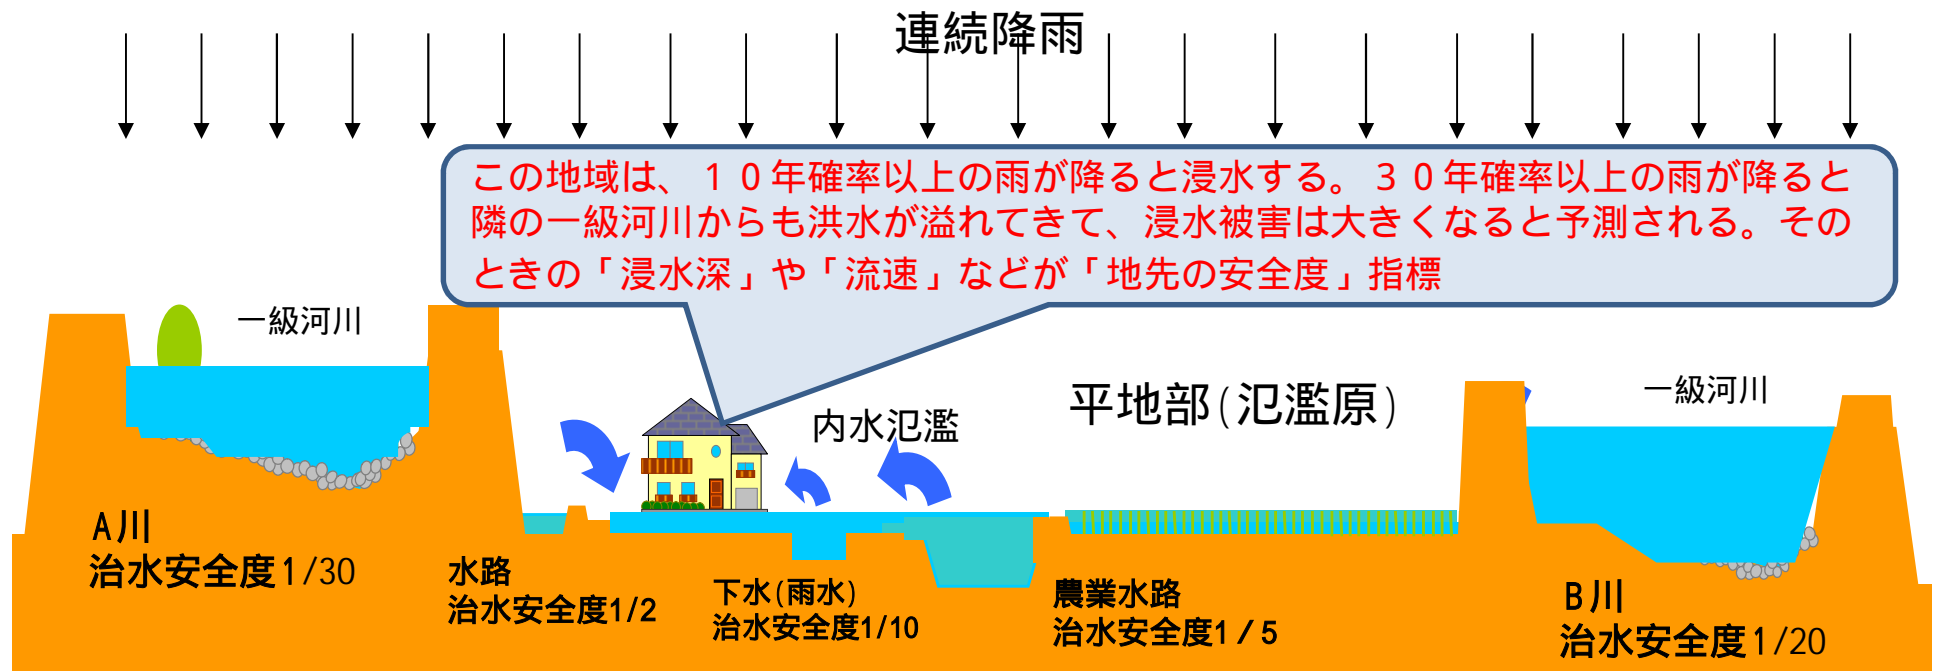 連続降雨
この地域は、１０年確率以上の雨が降ると浸水する。３０年確率以上の雨が降ると
隣の一級河川からも洪水が溢れてきて、浸水被害は大きくなると予測される。その
ときの「浸水深」や「流速」などが「地先の安全度」指標
一級河川
平地部(氾濫原)
一級河川
内水氾濫
A川
治水安全度1/30
水路
治水安全度1/2
下水(雨水)
治水安全度1/10
農業水路
治水安全度1/5
B川
治水安全度1/20